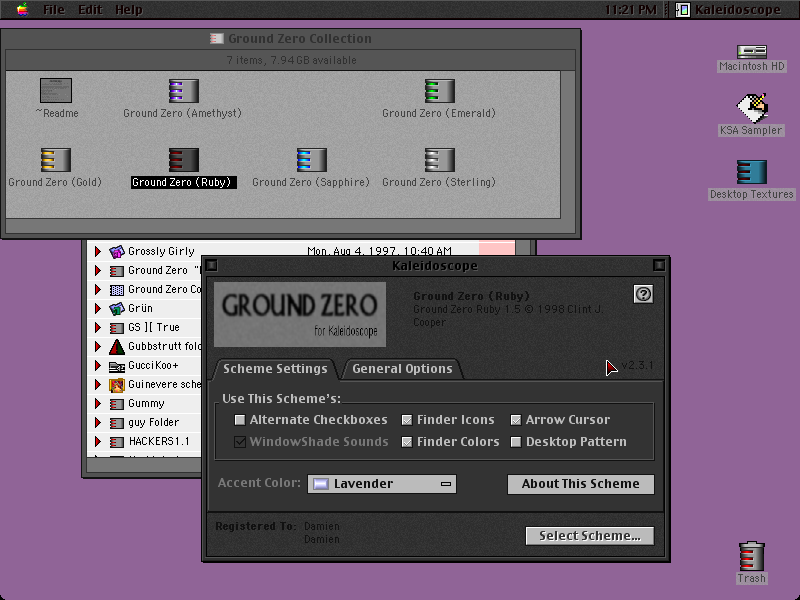 File Edit Help
11:21 PM
Kaleidoscope
Ground Zero Collection
7 items, 7.94 GB available
~Readme
Ground Zero (Amethyst)
Ground Zero (Emerald)
Ground Zero (Gold)
Ground Zero (Ruby)
Ground Zero (Sapphire)
Ground Zero (Sterling)
Macintosh HD
KSA Sampler
Desktop Textures
Grossly Girly
Mon, Aug 4, 1997, 10:40 AM
Ground Zero
Ground Zero Co
Grün
GS ][ True
Gubbstrutt fold
GucciKoo+
Guinevere sche
Gummy
guy Folder
HACKERS1.1
Kaleidoscope
GROUND ZERO
for Kaleidoscope
Ground Zero (Ruby)
Ground Zero Ruby 1.5 © 1998 Clint J.
Cooper
?
v2.3.1
Scheme Settings
General Options
Use This Scheme's:
Alternate Checkboxes
Finder Icons
Arrow Cursor
WindowShade Sounds
Finder Colors
Desktop Pattern
Accent Color:
Lavender
About This Scheme
Registered To: Damien
Damien
Select Scheme...
Trash